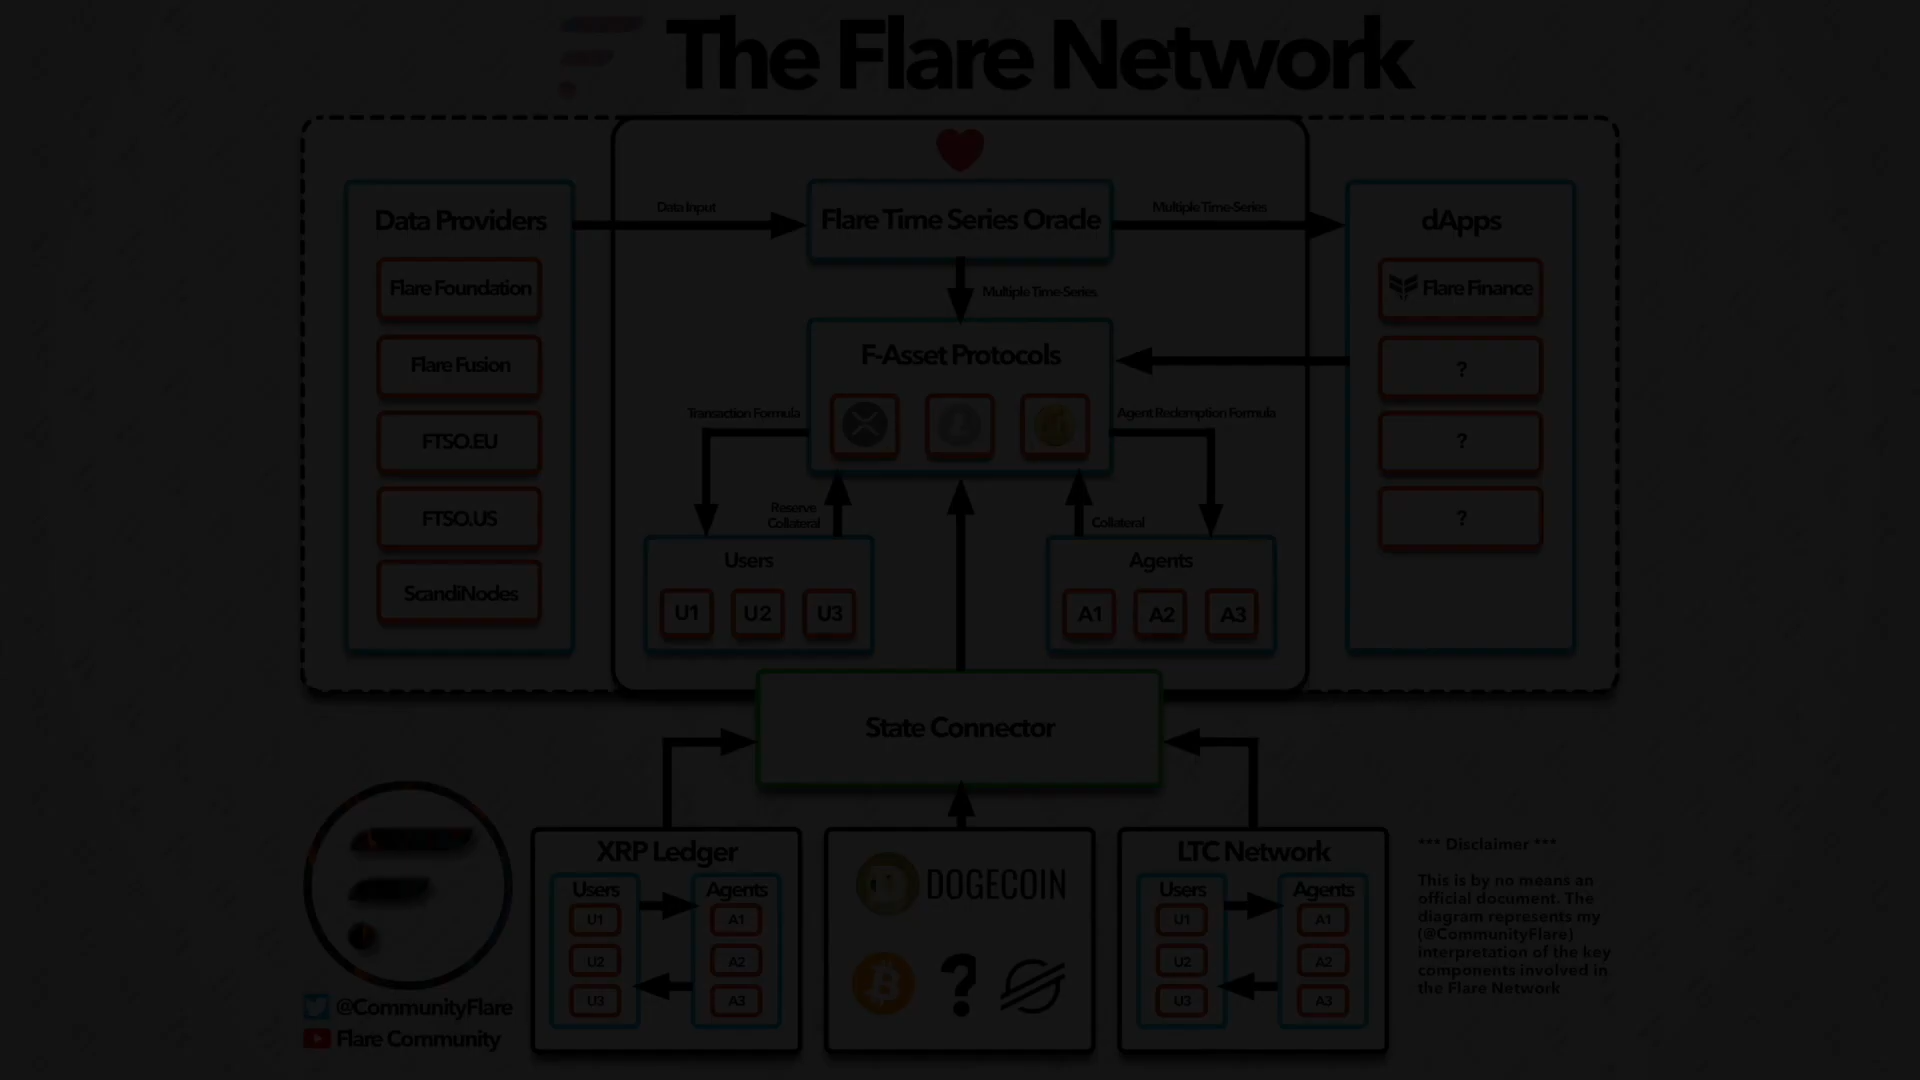 The Flare Network
Data Providers
Flare Foundation
Flare Fusion
FTSO.EU
FTSO.US
ScandiNodes
Data Input
Flare Time Series Oracle
Multiple Time-Series
Multiple Time-Series
F-Asset Protocols
Transaction Formula
Agent Redemption Formula
Reserve
Collateral
Collateral
Users
U1 U2 U3
Agents
A1 A2 A3
dApps
Flare Finance
?
?
?
State Connector
@CommunityFlare
Flare Community
XRP Ledger
Users Agents
U1 A1
U2 A2
U3 A3
DOGECOIN
?
LTC Network
Users Agents
U1 A1
U2 A2
U3 A3
*** Disclaimer ***
This is by no means an
official document. The
diagram represents my
(@CommunityFlare)
interpretation of the key
components involved in
the Flare Network